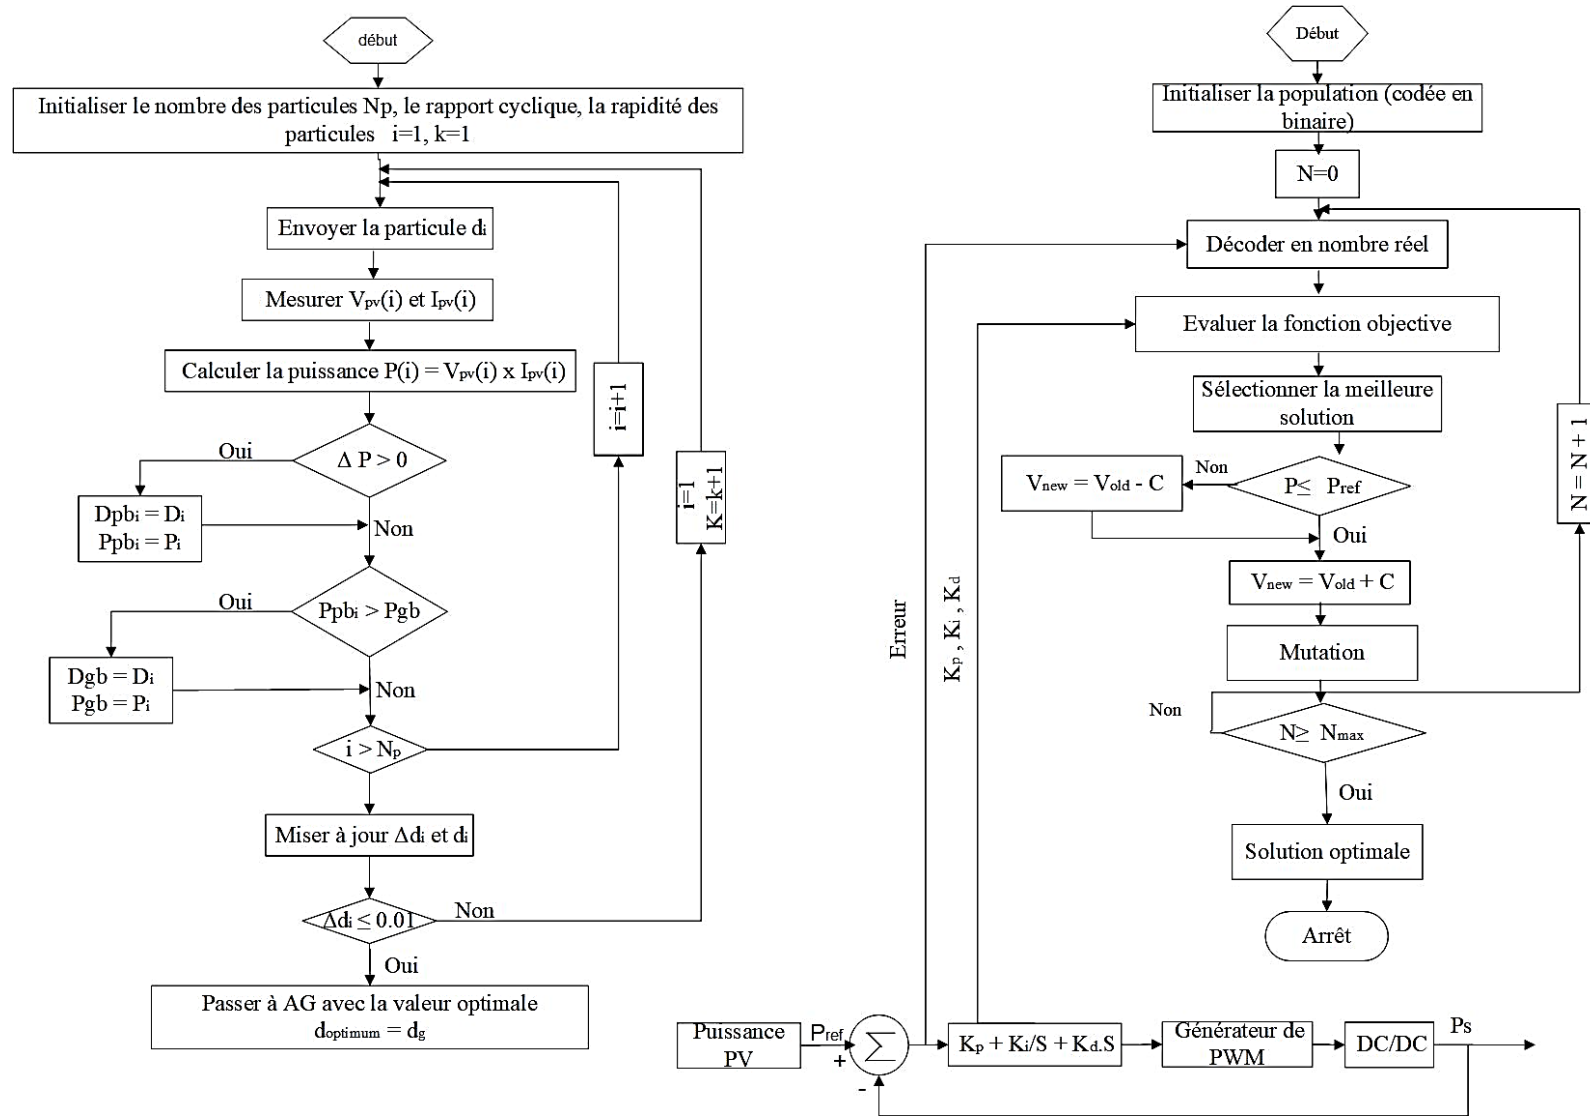 début
Initialiser le nombre des particules Np, le rapport cyclique, la rapidité des
particules i=1, k=1
Envoyer la particule di
Mesurer Vpv(i) et Ipv(i)
Calculer la puissance P(i) = Vpv(i) x Ipv(i)
Δ P > 0
Oui
Dpbi = Di
Ppbi = Pi
Non
Ppbi > Pgb
Oui
Dgb = Di
Pgb = Pi
Non
i > Np
i=i+1
Miser à jour Δdi et di
Δdi ≤ 0.01
Non
i=1
K=k+1
Oui
Passer à AG avec la valeur optimale
doptimum = dg
Début
Initialiser la population (codée en
binaire)
N=0
Décoder en nombre réel
Evaluer la fonction objective
Sélectionner la meilleure
solution
P≤ Pref
Non
Vnew = Vold - C
Oui
Vnew = Vold + C
Mutation
N≥ Nmax
Non
N = N + 1
Oui
Solution optimale
Arrêt
Erreur
Kp , Ki , Kd
Puissance
PV
Pref
+
-
∑
Kp + Ki/S + Kd.S
Générateur de
PWM
DC/DC
Ps